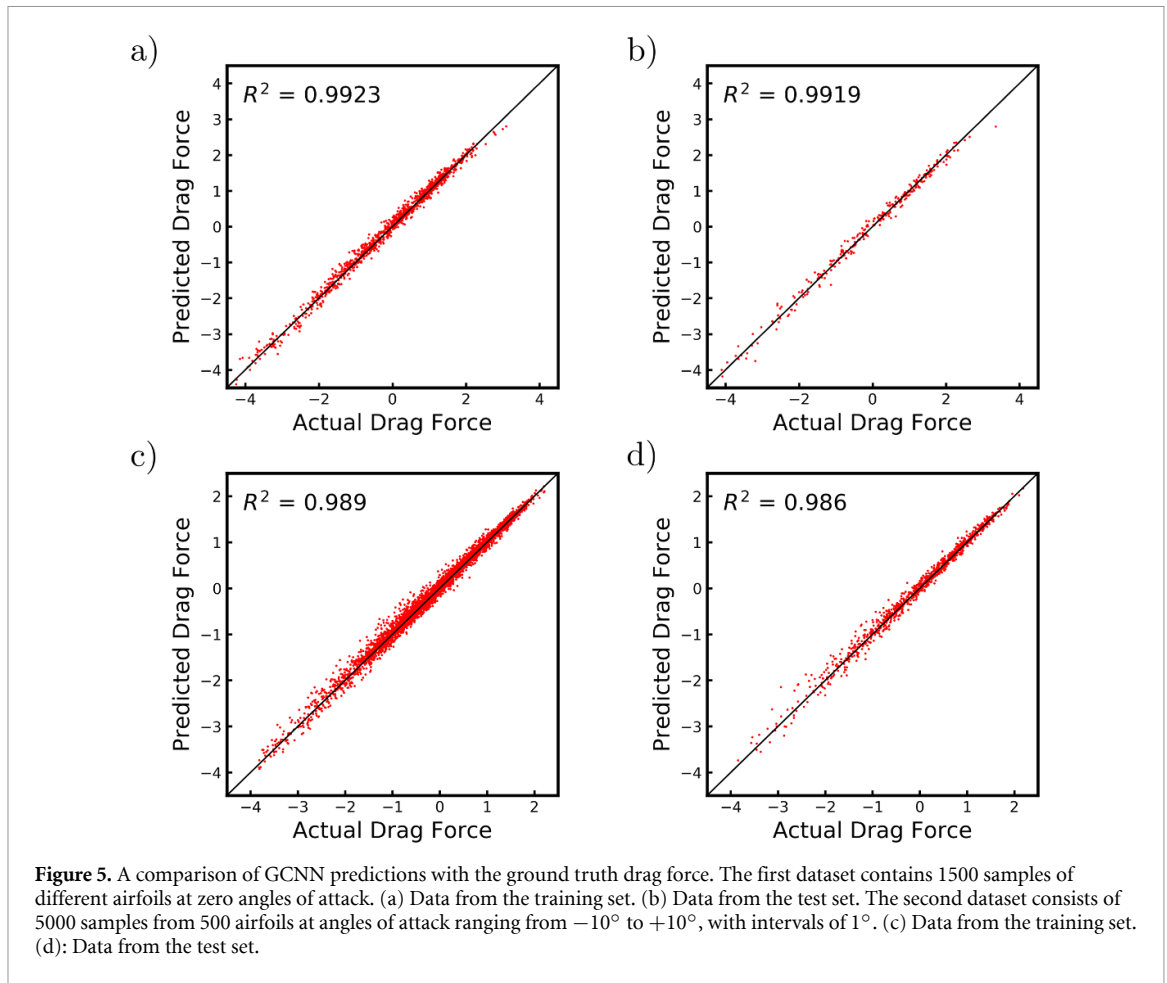 a)
R² = 0.9923
4
3
2
1
0
−1
−2
−3
−4
Predicted Drag Force
−4 −2 0 2 4
Actual Drag Force
b)
R² = 0.9919
4
3
2
1
0
−1
−2
−3
−4
Predicted Drag Force
−4 −2 0 2 4
Actual Drag Force
c)
R² = 0.989
2
1
0
−1
−2
−3
−4
Predicted Drag Force
−4 −3 −2 −1 0 1 2
Actual Drag Force
d)
R² = 0.986
2
1
0
−1
−2
−3
−4
Predicted Drag Force
−4 −3 −2 −1 0 1 2
Actual Drag Force
Figure 5. A comparison of GCNN predictions with the ground truth drag force. The first dataset contains 1500 samples of
different airfoils at zero angles of attack. (a) Data from the training set. (b) Data from the test set. The second dataset consists of
5000 samples from 500 airfoils at angles of attack ranging from −10° to +10°, with intervals of 1°. (c) Data from the training set.
(d): Data from the test set.